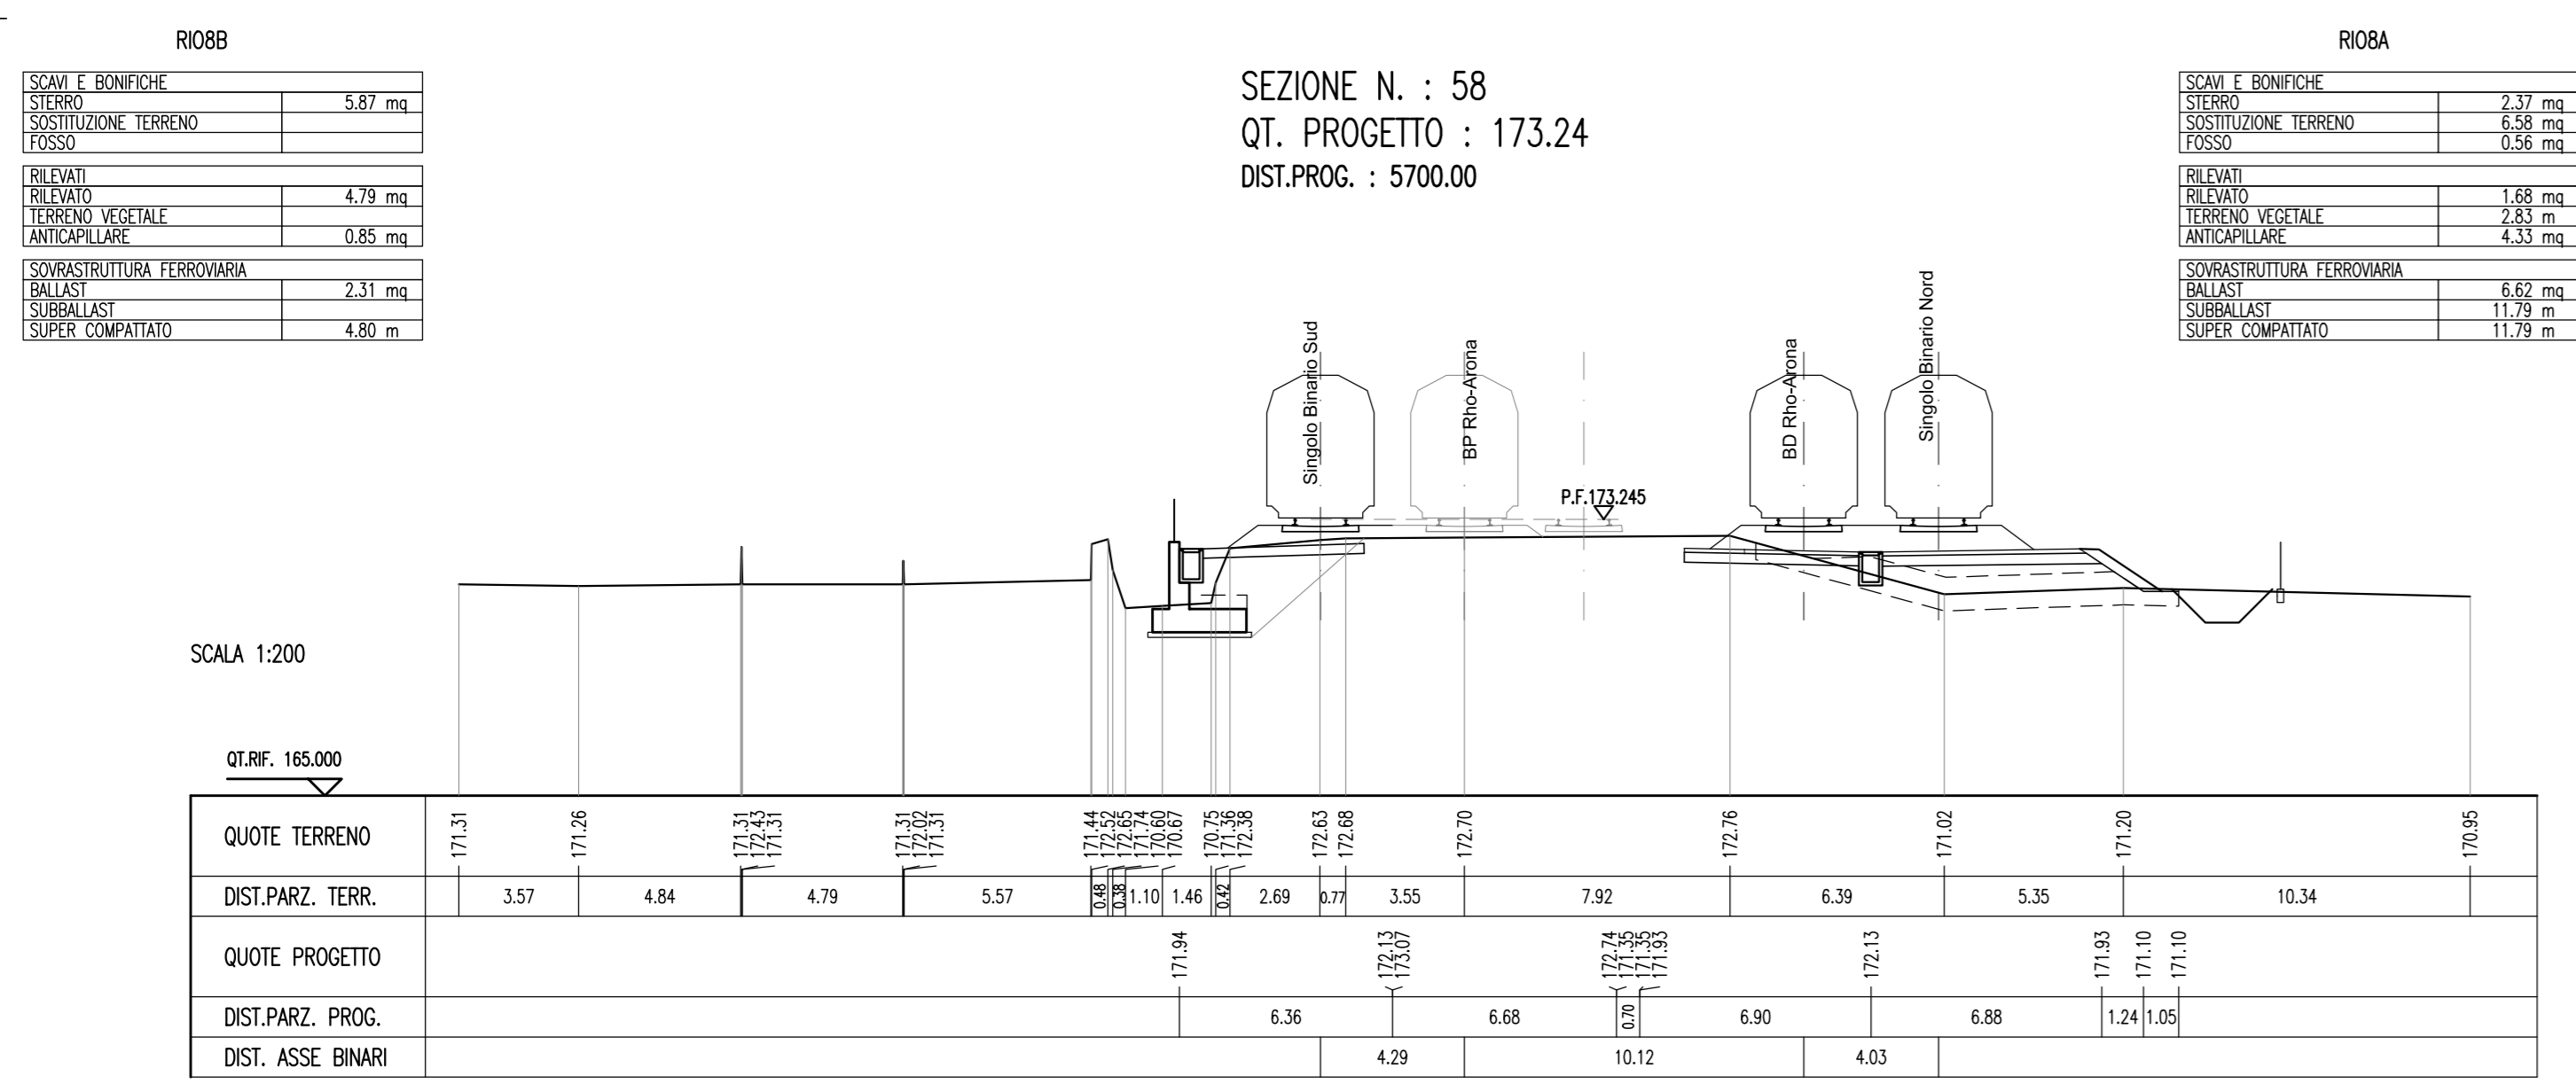 RI08B
SCAVI E BONIFICHE
STERRO 5.87 mq
SOSTITUZIONE TERRENO
FOSSO
RILEVATI
RILEVATO 4.79 mq
TERRENO VEGETALE
ANTICAPILLARE 0.85 mq
SOVRASTRUTTURA FERROVIARIA
BALLAST 2.31 mq
SUBBALLAST
SUPER COMPATTATO 4.80 m
SEZIONE N. : 58
QT. PROGETTO : 173.24
DIST.PROG. : 5700.00
RI08A
SCAVI E BONIFICHE
STERRO 2.37 mq
SOSTITUZIONE TERRENO 6.58 mq
FOSSO 0.56 mq
RILEVATI
RILEVATO 1.68 mq
TERRENO VEGETALE 2.83 m
ANTICAPILLARE 4.33 mq
SOVRASTRUTTURA FERROVIARIA
BALLAST 6.62 mq
SUBBALLAST 11.79 m
SUPER COMPATTATO 11.79 m
Singolo Binario Sud
BP Rho-Arona
BD Rho-Arona
Singolo Binario Nord
P.F.173.245
SCALA 1:200
QT.RIF. 165.000
QUOTE TERRENO 171.31 171.26 171.31 172.43 171.31 171.31 172.02 171.31 171.44 172.52 172.65 171.74 170.60 170.67 170.75 171.36 172.38 172.63 172.68 172.70 172.76 171.02 171.20 170.95
DIST.PARZ. TERR. 3.57 4.84 4.79 5.57 0.48 0.38 1.10 1.46 0.42 2.69 0.77 3.55 7.92 6.39 5.35 10.34
QUOTE PROGETTO 171.94 172.13 173.07 172.74 171.35 171.35 171.93 172.13 171.93 171.10 171.10
DIST.PARZ. PROG. 6.36 6.68 0.70 6.90 6.88 1.24 1.05
DIST. ASSE BINARI 4.29 10.12 4.03